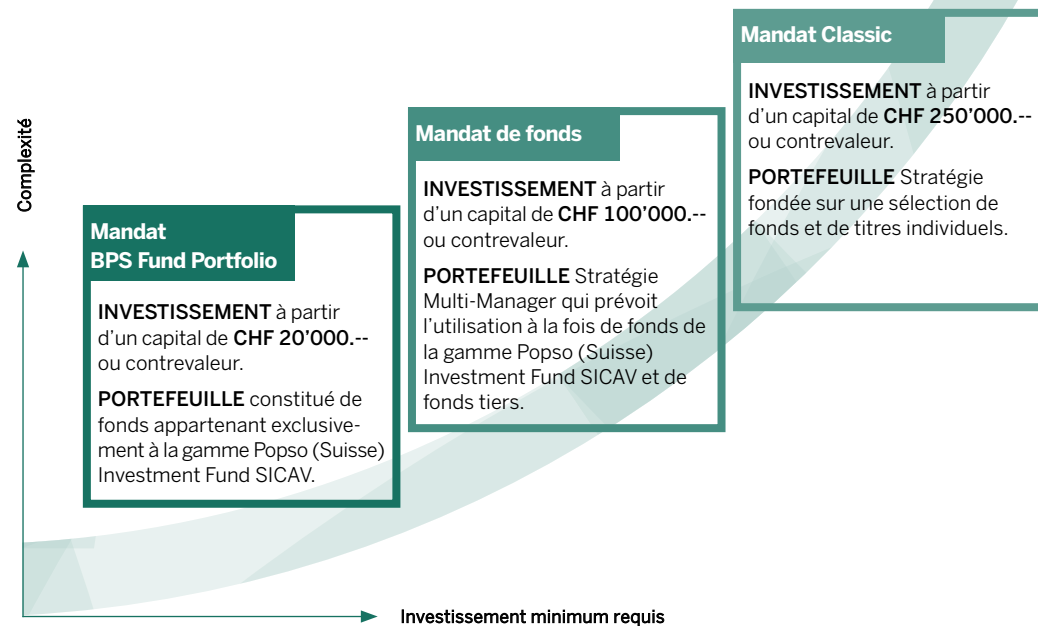 Complexité
Mandat
BPS Fund Portfolio
INVESTISSEMENT à partir
d'un capital de CHF 20'000.--
ou contrevaleur.
PORTEFEUILLE constitué de
fonds appartenant exclusive-
ment à la gamme Popso (Suisse)
Investment Fund SICAV.
Mandat de fonds
INVESTISSEMENT à partir
d'un capital de CHF 100'000.--
ou contrevaleur.
PORTEFEUILLE Stratégie
Multi-Manager qui prévoit
l'utilisation à la fois de fonds de
la gamme Popso (Suisse)
Investment Fund SICAV et de
fonds tiers.
Mandat Classic
INVESTISSEMENT à partir
d'un capital de CHF 250'000.--
ou contrevaleur.
PORTEFEUILLE Stratégie
fondée sur une sélection de
fonds et de titres individuels.
Investissement minimum requis